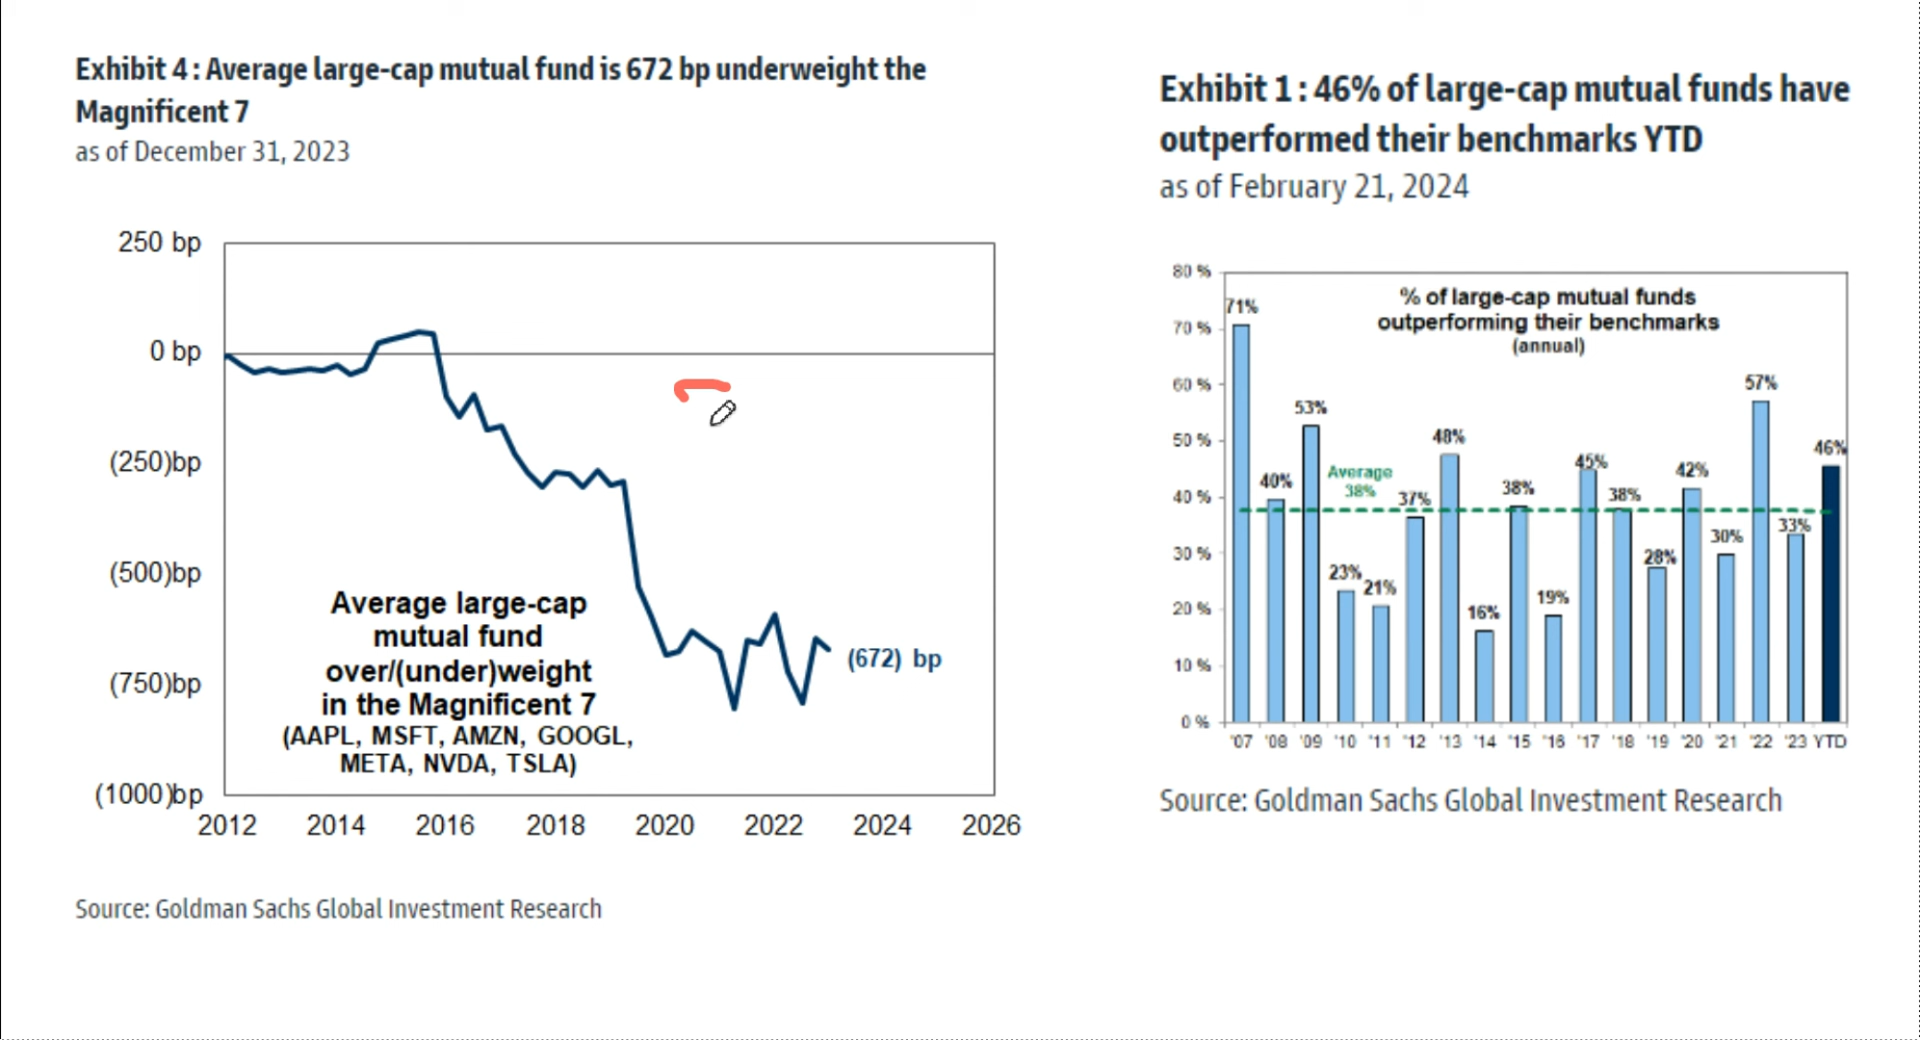 Exhibit 4 : Average large-cap mutual fund is 672 bp underweight the
Magnificent 7
as of December 31, 2023
250 bp
0 bp
(250)bp
(500)bp
(750)bp
(1000)bp
Average large-cap
mutual fund
over/(under)weight
in the Magnificent 7
(AAPL, MSFT, AMZN, GOOGL,
META, NVDA, TSLA)
(672) bp
2012 2014 2016 2018 2020 2022 2024 2026
Source: Goldman Sachs Global Investment Research
Exhibit 1 : 46% of large-cap mutual funds have
outperformed their benchmarks YTD
as of February 21, 2024
% of large-cap mutual funds
outperforming their benchmarks
(annual)
80 %
70 %
60 %
50 %
40 %
30 %
20 %
10 %
0 %
Average
38%
71% 40% 53% 23% 21% 37% 48% 16% 38% 19% 45% 38% 28% 42% 30% 57% 33% 46%
'07 '08 '09 '10 '11 '12 '13 '14 '15 '16 '17 '18 '19 '20 '21 '22 '23 YTD
Source: Goldman Sachs Global Investment Research